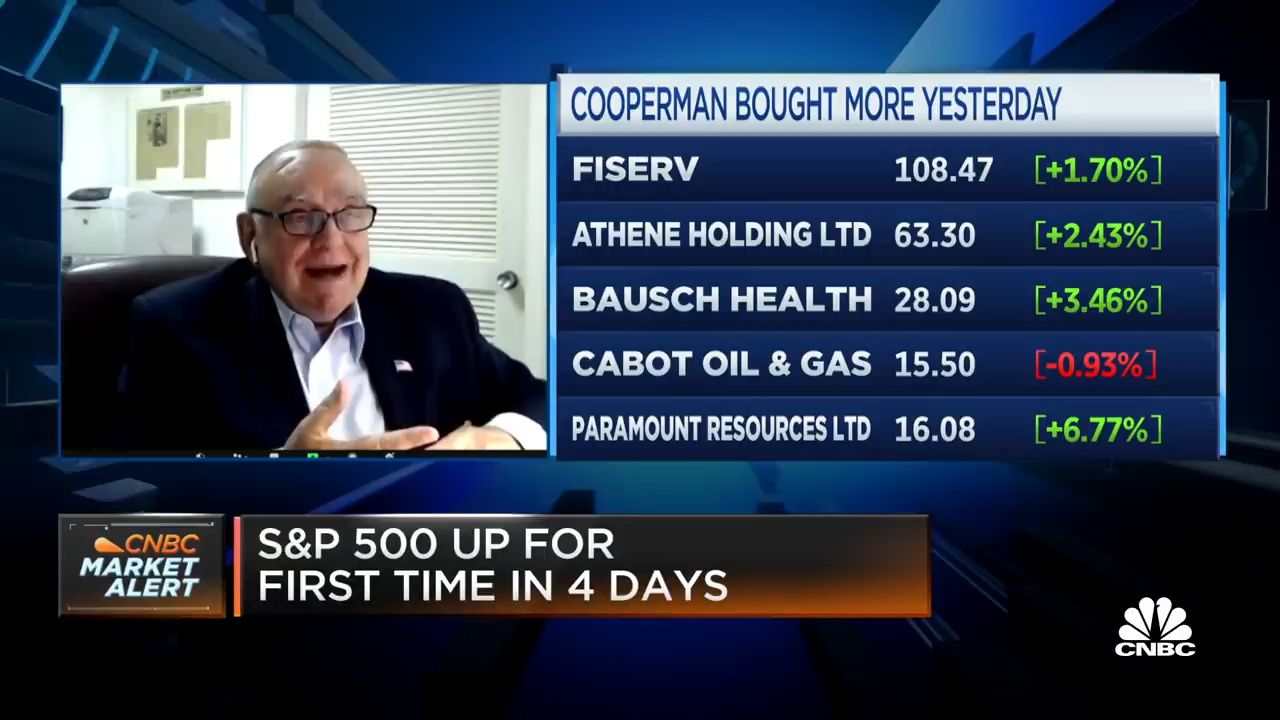 COOPERMAN BOUGHT MORE YESTERDAY
FISERV 108.47 [+1.70%]
ATHENE HOLDING LTD 63.30 [+2.43%]
BAUSCH HEALTH 28.09 [+3.46%]
CABOT OIL & GAS 15.50 [-0.93%]
PARAMOUNT RESOURCES LTD 16.08 [+6.77%]
CNBC
MARKET
ALERT
S&P 500 UP FOR
FIRST TIME IN 4 DAYS
CNBC